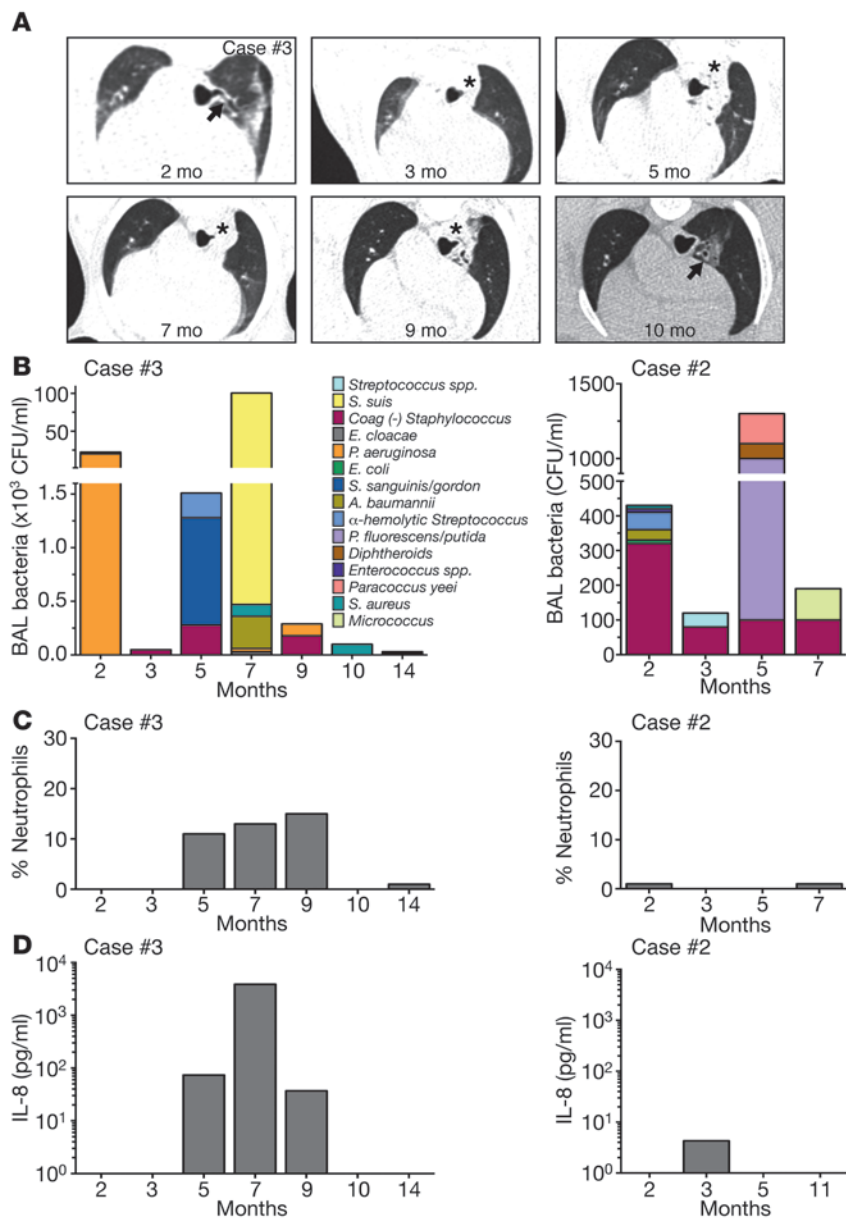 A
Case #3
2 mo
*
3 mo
*
5 mo
*
7 mo
*
9 mo
10 mo
B
Case #3
BAL bacteria (x10³ CFU/ml)
100
50
1.5
1.0
0.5
0.0
2 3 5 7 9 10 14
Months
Streptococcus spp.
S. suis
Coag (-) Staphylococcus
E. cloacae
P. aeruginosa
E. coli
S. sanguinis/gordon
A. baumannii
α-hemolytic Streptococcus
P. fluorescens/putida
Diphtheroids
Enterococcus spp.
Paracoccus yeei
S. aureus
Micrococcus
Case #2
BAL bacteria (CFU/ml)
1500
1000
500
400
300
200
100
0
2 3 5 7
Months
C
Case #3
% Neutrophils
30
20
10
0
2 3 5 7 9 10 14
Months
Case #2
% Neutrophils
30
20
10
0
2 3 5 7
Months
D
Case #3
IL-8 (pg/ml)
10⁴
10³
10²
10¹
10⁰
2 3 5 7 9 10 14
Months
Case #2
IL-8 (pg/ml)
10⁴
10³
10²
10¹
10⁰
2 3 5 11
Months